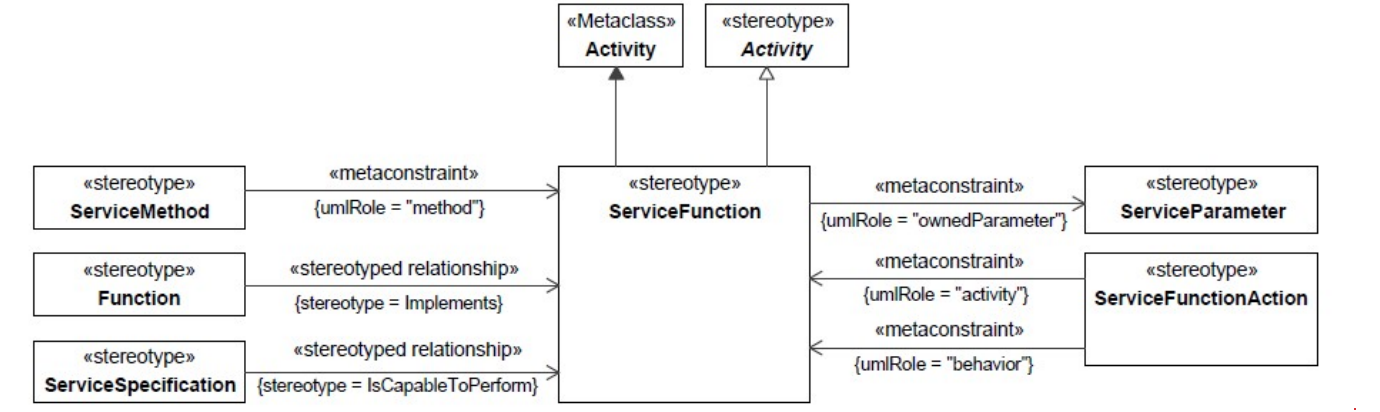 «Metaclass»
Activity
«stereotype»
Activity
«stereotype»
ServiceMethod
«metaconstraint»
{umlRole = "method"}
«stereotype»
Function
«stereotyped relationship»
{stereotype = Implements}
«stereotype»
ServiceSpecification
«stereotyped relationship»
{stereotype = IsCapableToPerform}
«stereotype»
ServiceFunction
«metaconstraint»
{umlRole = "ownedParameter"}
«stereotype»
ServiceParameter
«metaconstraint»
{umlRole = "activity"}
«metaconstraint»
{umlRole = "behavior"}
«stereotype»
ServiceFunctionAction